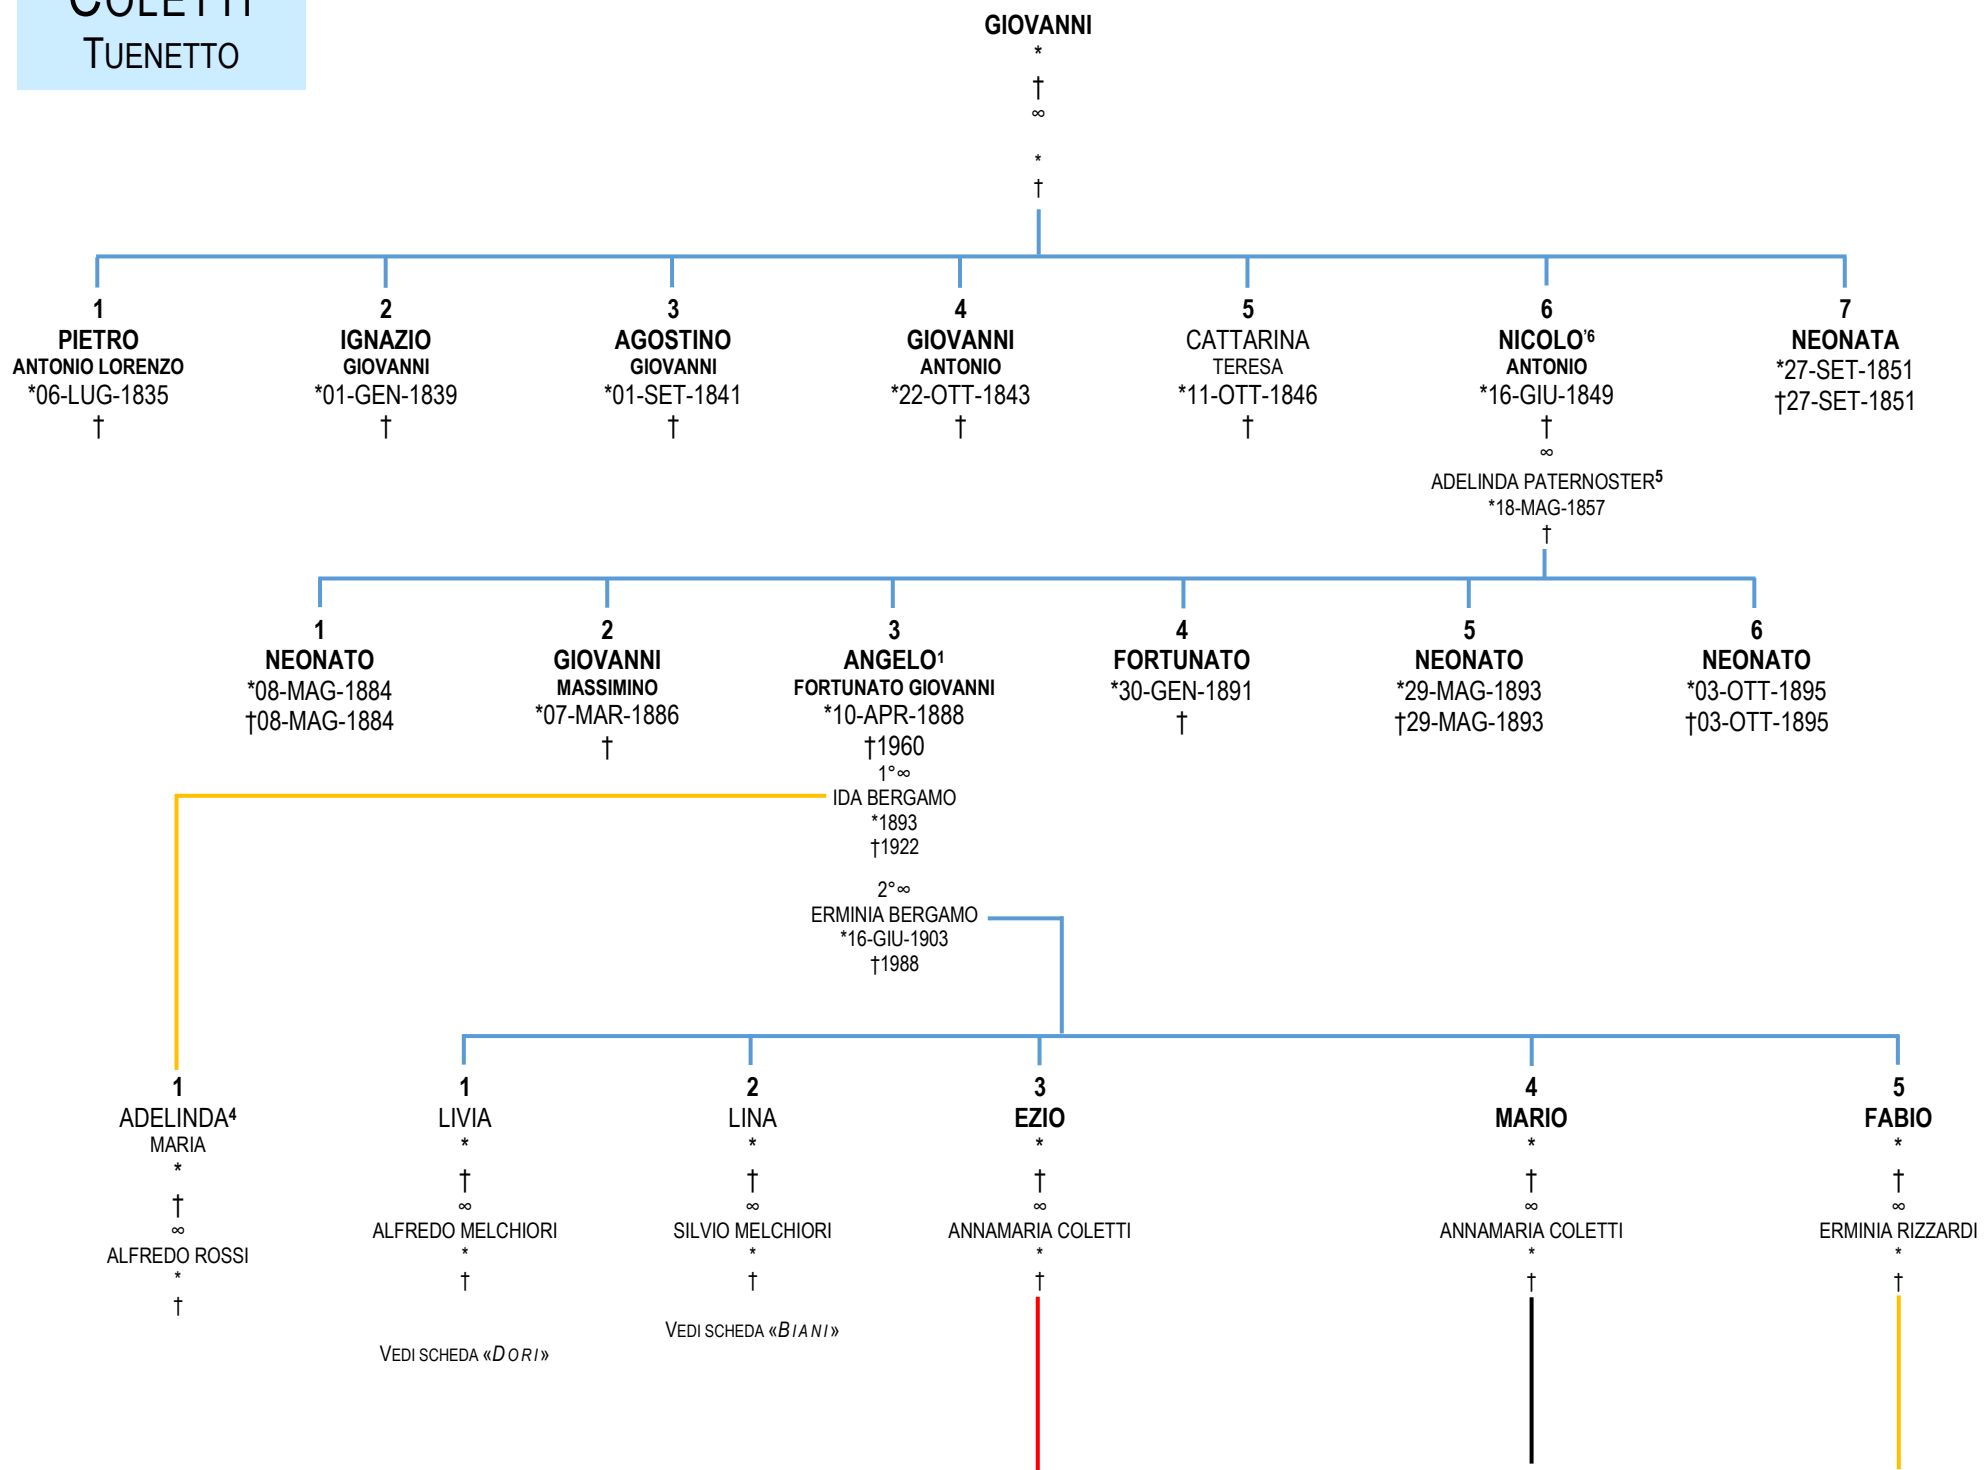 COLETTI
TUENETTO
GIOVANNI
*
†
∞
*
†
1
PIETRO
ANTONIO LORENZO
*06-LUG-1835
†
2
IGNAZIO
GIOVANNI
*01-GEN-1839
†
3
AGOSTINO
GIOVANNI
*01-SET-1841
†
4
GIOVANNI
ANTONIO
*22-OTT-1843
†
5
CATTARINA
TERESA
*11-OTT-1846
†
6
NICOLO'6
ANTONIO
*16-GIU-1849
†
∞
ADELINDA PATERNOSTER5
*18-MAG-1857
†
7
NEONATA
*27-SET-1851
†27-SET-1851
1
NEONATO
*08-MAG-1884
†08-MAG-1884
2
GIOVANNI
MASSIMINO
*07-MAR-1886
†
3
ANGELO1
FORTUNATO GIOVANNI
*10-APR-1888
†1960
1°∞
IDA BERGAMO
*1893
†1922
2°∞
ERMINIA BERGAMO
*16-GIU-1903
†1988
4
FORTUNATO
*30-GEN-1891
†
5
NEONATO
*29-MAG-1893
†29-MAG-1893
6
NEONATO
*03-OTT-1895
†03-OTT-1895
1
ADELINDA4
MARIA
*
†
∞
ALFREDO ROSSI
*
†
1
LIVIA
*
†
∞
ALFREDO MELCHIORI
*
†
VEDI SCHEDA «DORI»
2
LINA
*
†
∞
SILVIO MELCHIORI
*
†
VEDI SCHEDA «BIANI»
3
EZIO
*
†
∞
ANNAMARIA COLETTI
*
†
4
MARIO
*
†
∞
ANNAMARIA COLETTI
*
†
5
FABIO
*
†
∞
ERMINIA RIZZARDI
*
†